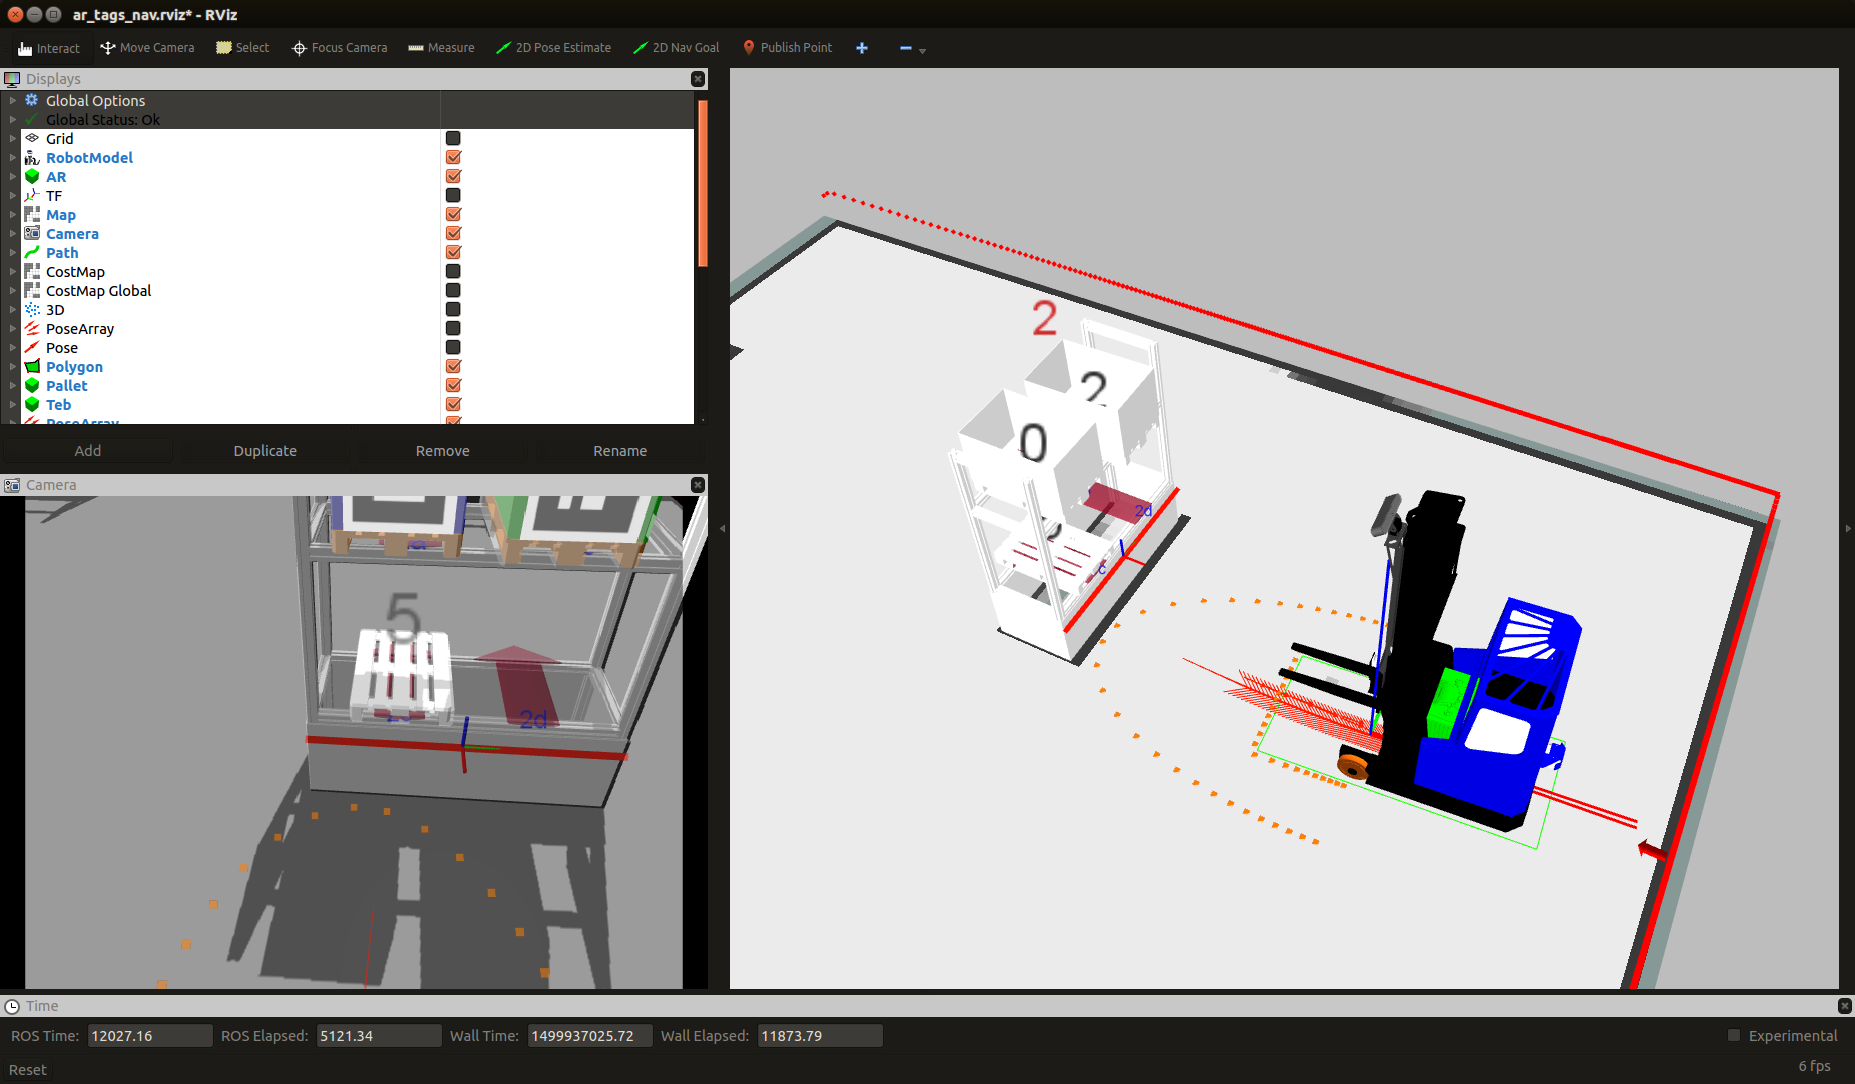 ar_tags_nav.rviz* - RViz
Interact Move Camera Select Focus Camera Measure 2D Pose Estimate 2D Nav Goal Publish Point
Displays
Global Options
Global Status: Ok
Grid
RobotModel
AR
TF
Map
Camera
Path
CostMap
CostMap Global
3D
PoseArray
Pose
Polygon
Pallet
Teb
PoseArray
Add Duplicate Remove Rename
Camera
5
2d
2
2
0
2d
c
Time
ROS Time: 12027.16 ROS Elapsed: 5121.34 Wall Time: 1499937025.72 Wall Elapsed: 11873.79 Experimental
Reset 6 fps